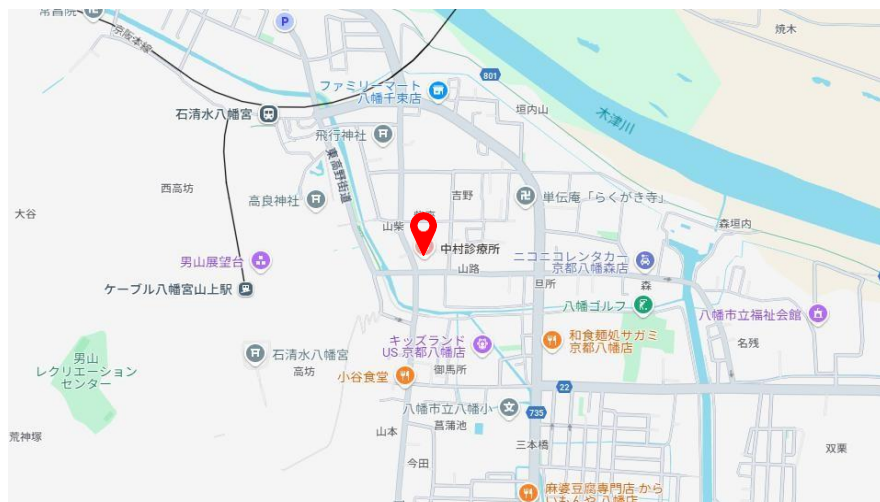 常昌院
京阪本線
P
焼木
801
ファミリーマート
八幡千束店
垣内山
木津川
石清水八幡宮
飛行神社
東高野街道
西高坊
吉野
単伝庵「らくがき寺」
高良神社
大谷
山柴
森垣内
中村診療所
男山展望台
山路
ニコニコレンタカー
京都八幡森店
森
ケーブル八幡宮山上駅
旦所
八幡ゴルフ
八幡市立福祉会館
和食麺処サガミ
京都八幡店
キッズランド
US 京都八幡店
名残
石清水八幡宮
高坊
男山
レクリエーション
センター
御馬所
小谷食堂
22
八幡市立八幡小
735
菖蒲池
山本
荒神塚
三本橋
双栗
今田
麻婆豆腐専門店 から
いもんや 八幡店